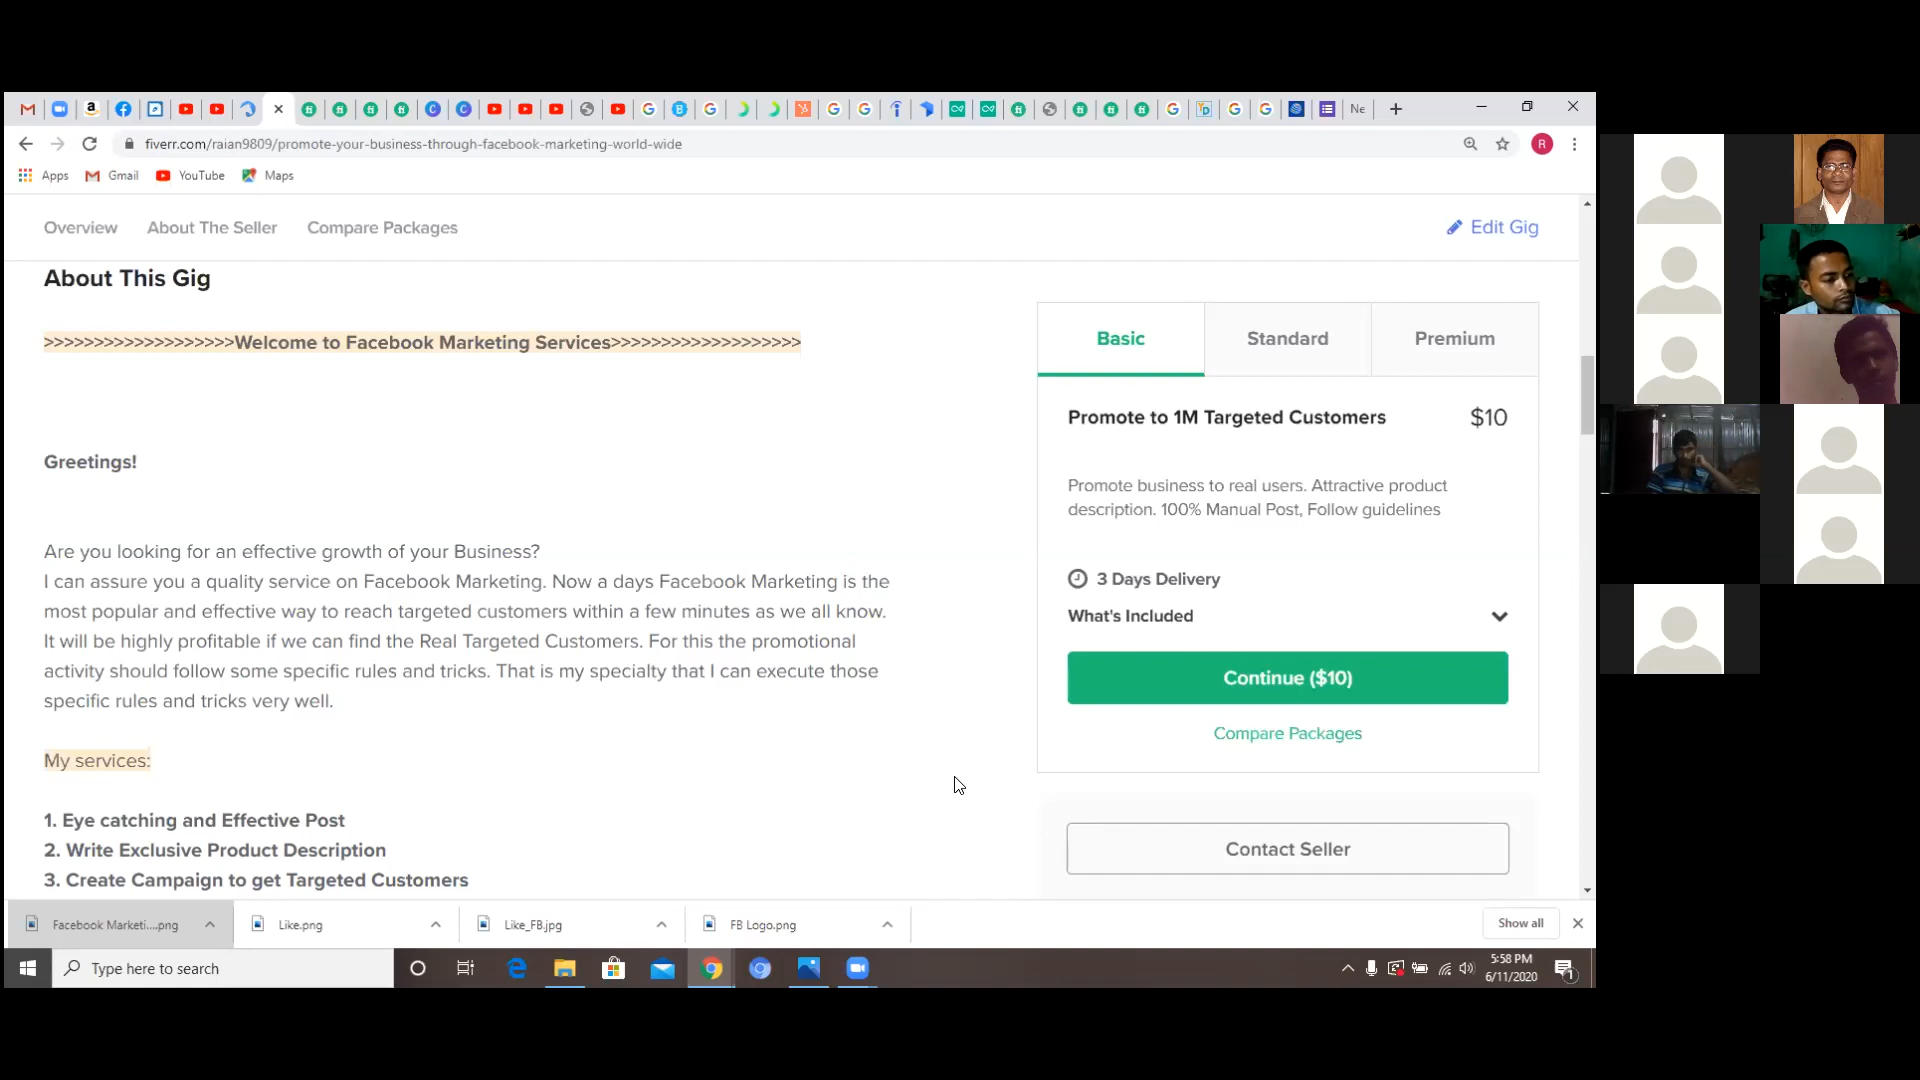 Ne
fiverr.com/raian9809/promote-your-business-through-facebook-marketing-world-wide
R
Apps Gmail YouTube Maps
Overview About The Seller Compare Packages Edit Gig
About This Gig
>>>>>>>>>>>>>>>>>>>Welcome to Facebook Marketing Services>>>>>>>>>>>>>>>>>>>
Greetings!
Are you looking for an effective growth of your Business?
I can assure you a quality service on Facebook Marketing. Now a days Facebook Marketing is the
most popular and effective way to reach targeted customers within a few minutes as we all know.
It will be highly profitable if we can find the Real Targeted Customers. For this the promotional
activity should follow some specific rules and tricks. That is my specialty that I can execute those
specific rules and tricks very well.
My services:
1. Eye catching and Effective Post
2. Write Exclusive Product Description
3. Create Campaign to get Targeted Customers
Basic Standard Premium
Promote to 1M Targeted Customers $10
Promote business to real users. Attractive product
description. 100% Manual Post, Follow guidelines
3 Days Delivery
What's Included
Continue ($10)
Compare Packages
Contact Seller
Facebook Marketi....png Like.png Like_FB.jpg FB Logo.png Show all
Type here to search
5:58 PM
6/11/2020
1